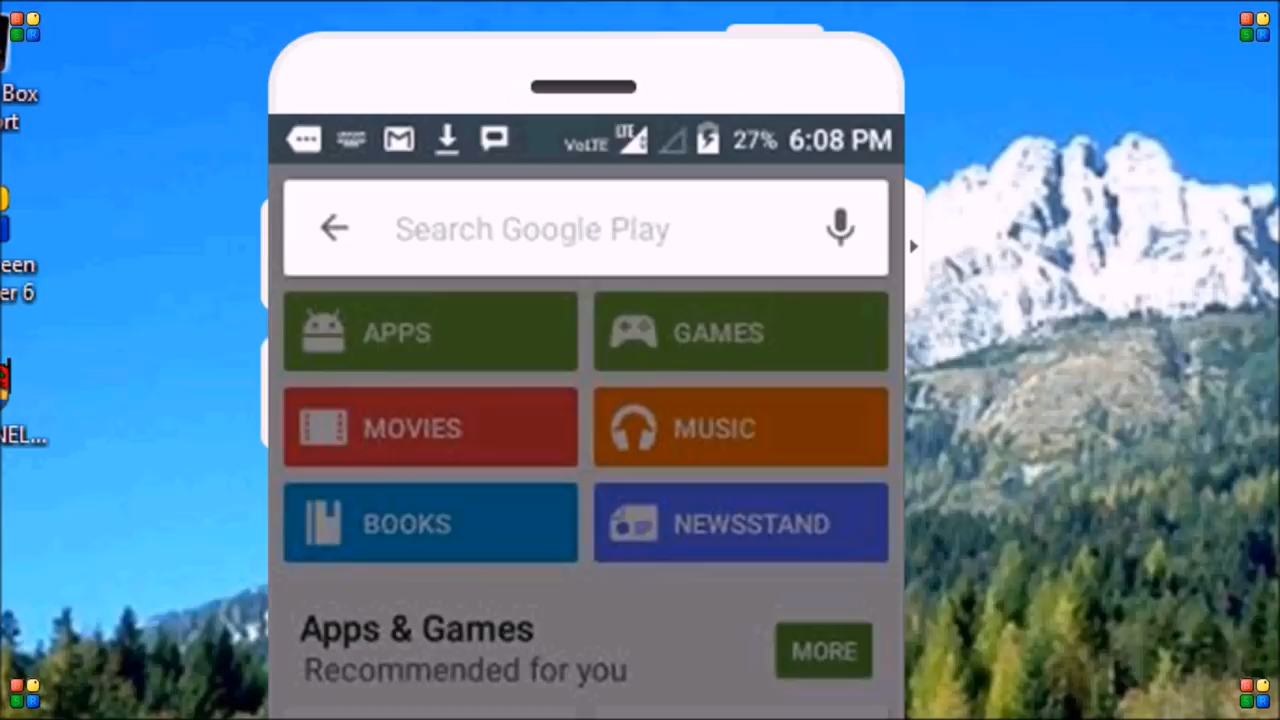 Box
rt
een
er 6
NEL...
VoLTE LTE 27% 6:08 PM
Search Google Play
APPS
GAMES
MOVIES
MUSIC
BOOKS
NEWSSTAND
Apps & Games
Recommended for you
MORE